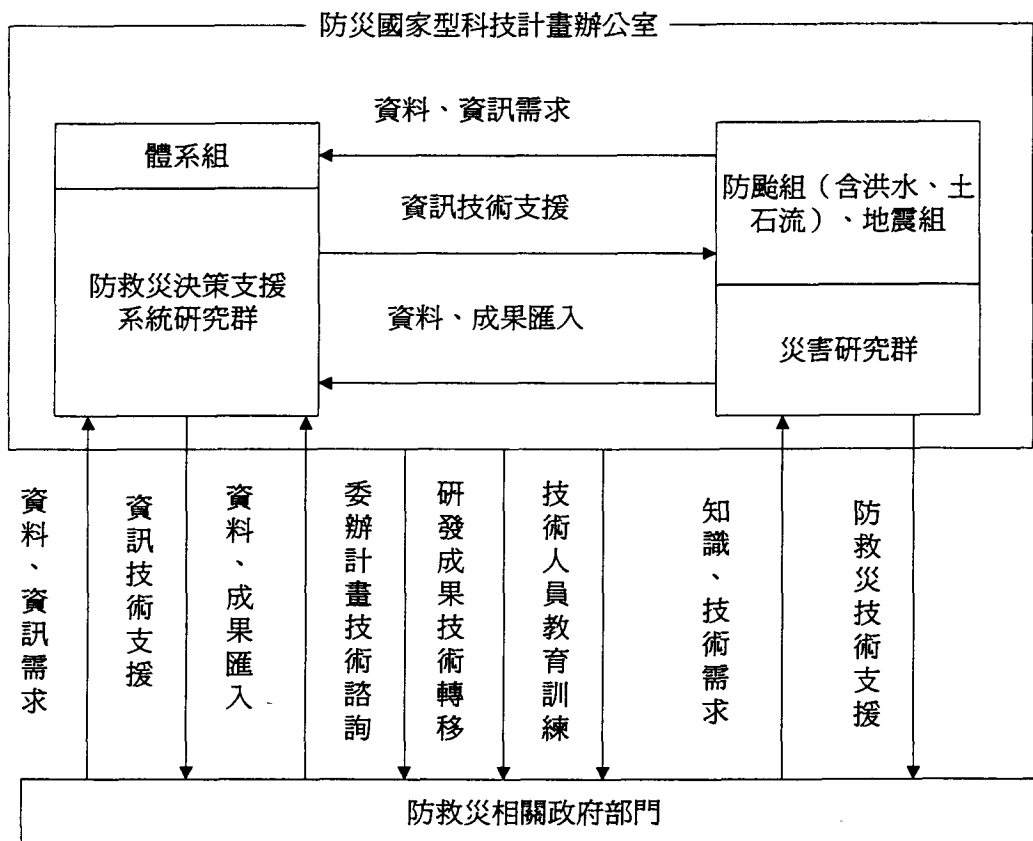 防災國家型科技計畫辦公室
資料、資訊需求
體系組
防颱組（含洪水、土
石流）、地震組
資訊技術支援
防救災決策支援
系統研究群
資料、成果匯入
災害研究群
資料、資訊需求
資訊技術支援
資料、成果匯入
委辦計畫技術諮詢
研發成果技術轉移
技術人員教育訓練
知識、技術需求
防救災技術支援
防救災相關政府部門